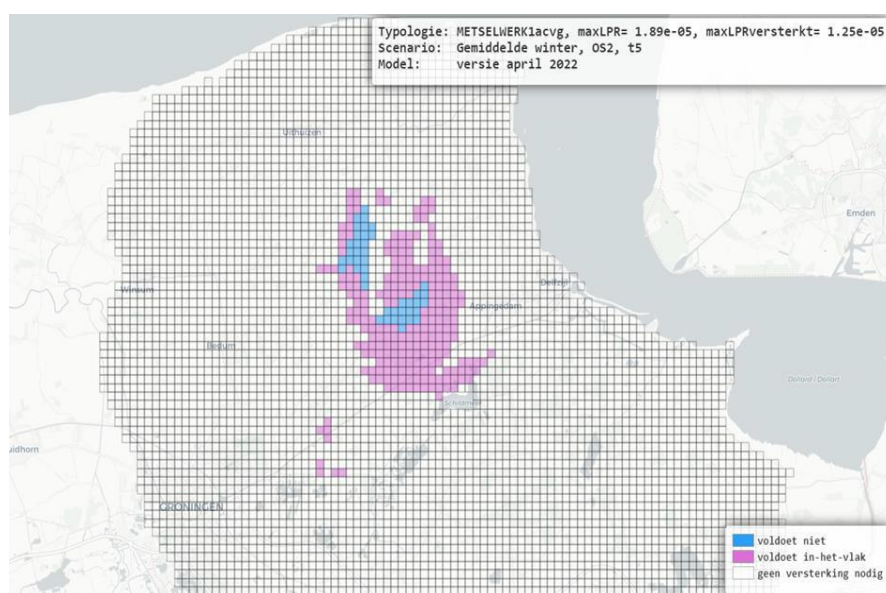 Typologie: METSELWERK1acvg, maxLPR= 1.89e-05, maxLPRversterkt= 1.25e-05
Scenario: Gemiddelde winter, OS2, t5
Model: versie april 2022
Uithuizen
Emden
Delfzijl
Winsum
Appingedam
Bedum
Dollard / Dollart
Schildmeer
uidhorn
GRONINGEN
voldoet niet
voldoet in-het-vlak
geen versterking nodig